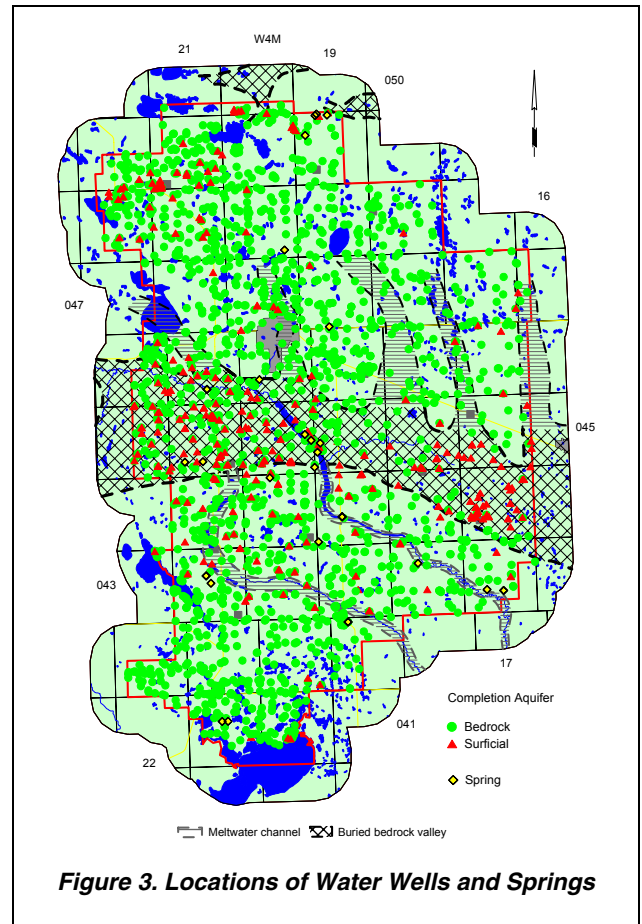 W4M
21
19
050
16
047
045
043
17
041
22
Completion Aquifer
Bedrock
Surficial
Spring
Meltwater channel
Buried bedrock valley
Figure 3. Locations of Water Wells and Springs